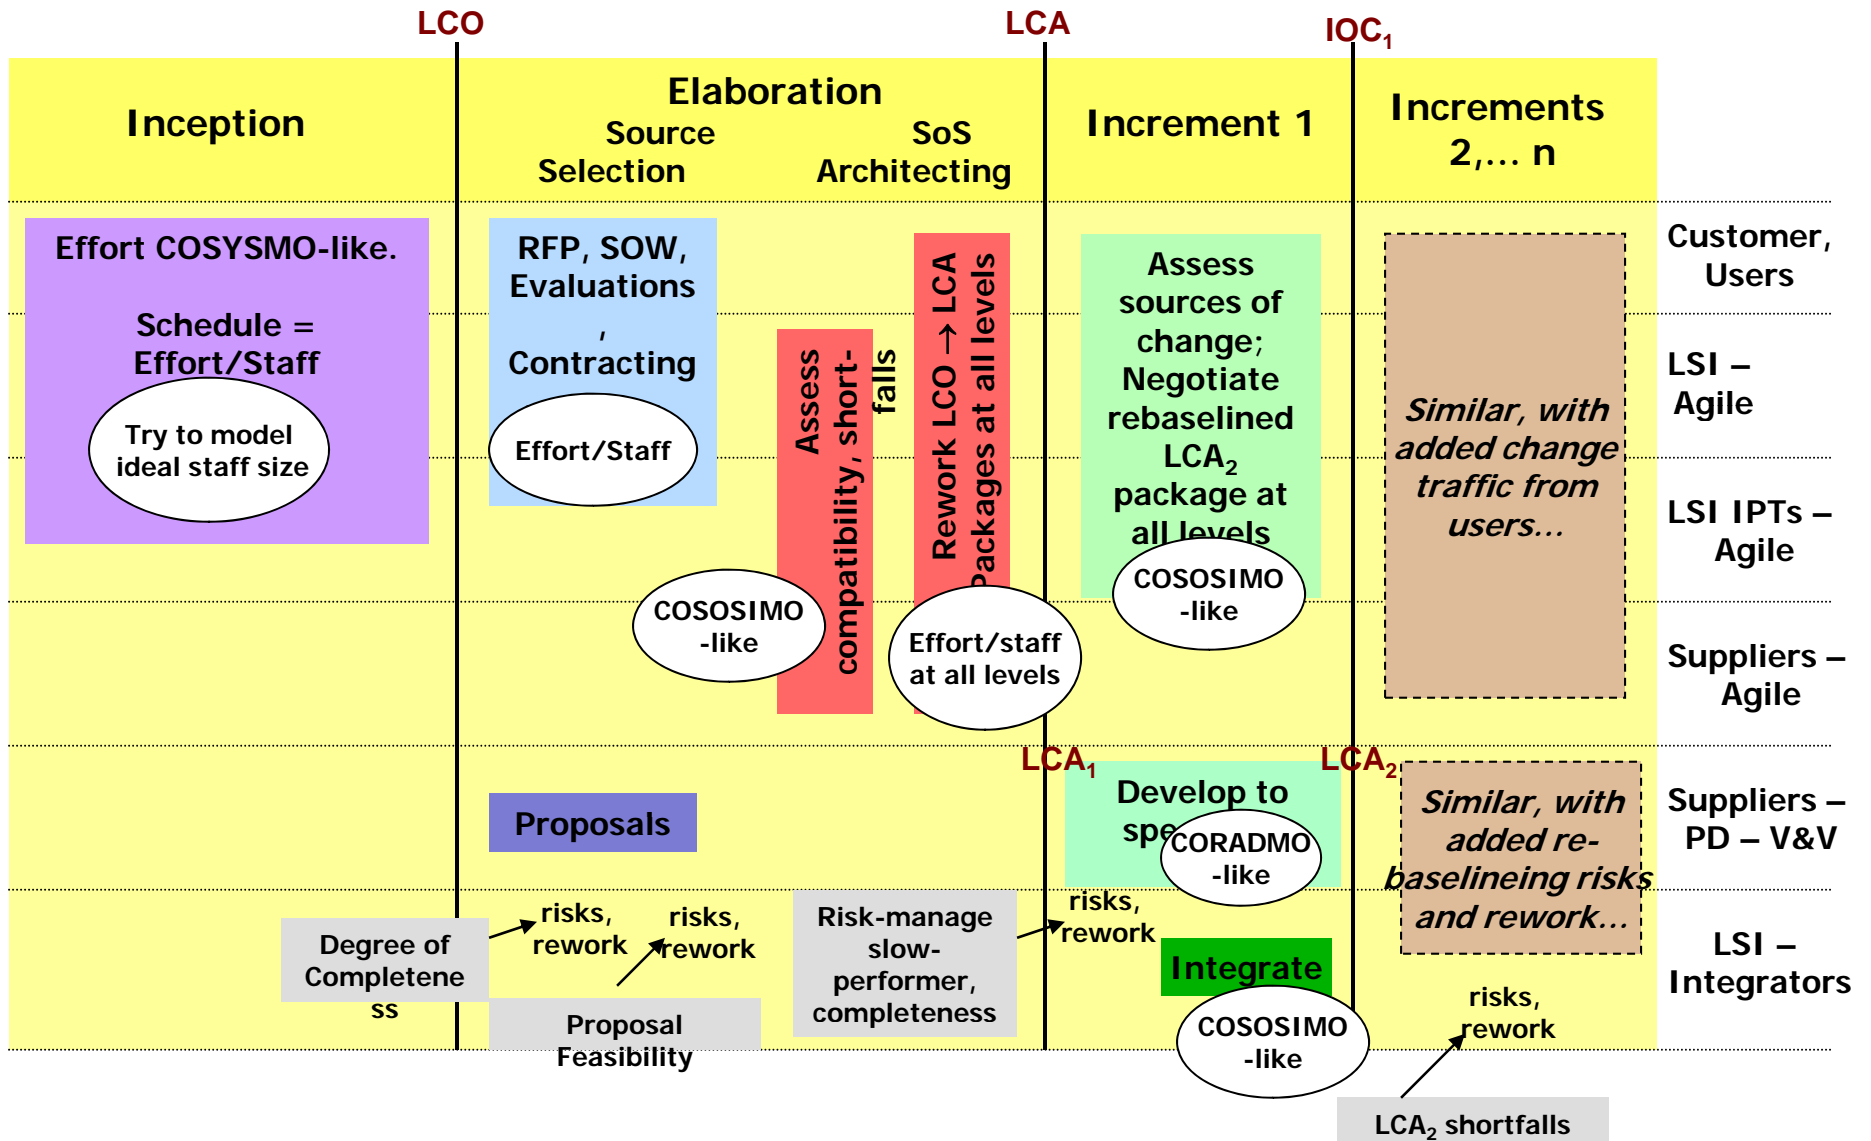 LCO
LCA
IOC1
Inception
Elaboration
Source
Selection
SoS
Architecting
Increment 1
Increments
2,… n
Effort COSYSMO-like.
Schedule =
Effort/Staff
Try to model
ideal staff size
RFP, SOW,
Evaluations
,
Contracting
Effort/Staff
Assess
compatibility, short-
falls
COSOSIMO
-like
Rework LCO → LCA
Packages at all levels
Effort/staff
at all levels
Assess
sources of
change;
Negotiate
rebaselined
LCA2
package at
all levels
COSOSIMO
-like
Similar, with
added change
traffic from
users…
Customer,
Users
LSI –
Agile
LSI IPTs –
Agile
Suppliers –
Agile
Suppliers –
PD – V&V
LSI –
Integrators
LCA1
LCA2
Proposals
Develop to
spe
CORADMO
-like
Similar, with
added re-
baselineing risks
and rework…
Degree of
Completene
ss
risks,
rework
risks,
rework
Proposal
Feasibility
Risk-manage
slow-
performer,
completeness
risks,
rework
Integrate
COSOSIMO
-like
risks,
rework
LCA2 shortfalls